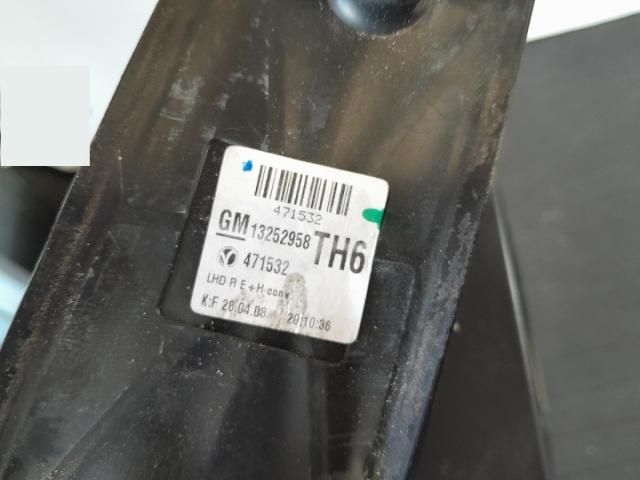 471532
GM 13252958 TH6
471532
LHD R E+H-conv
K:F 28.04.08 20:10:36